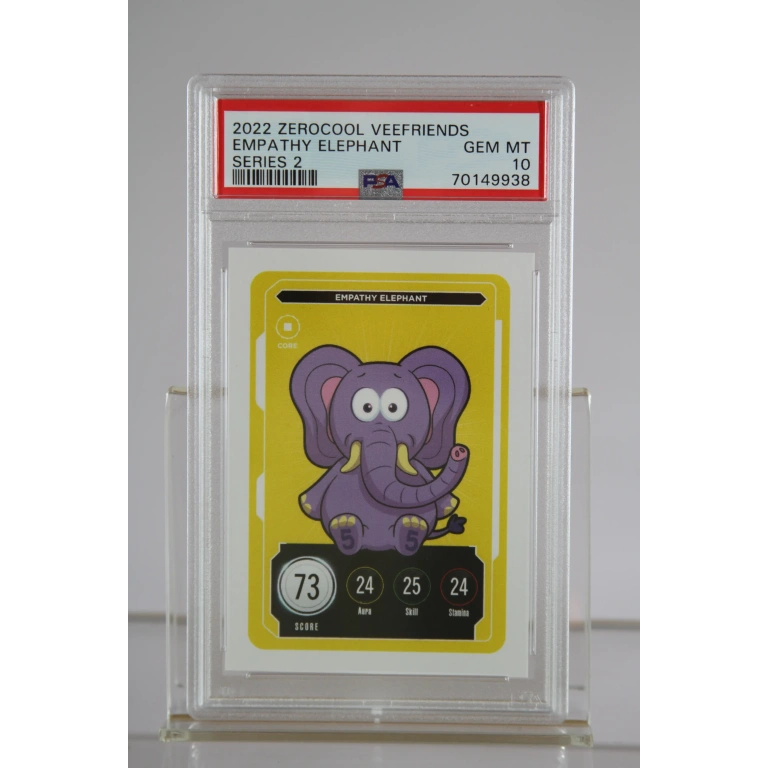 2022 ZEROCOOL VEEFRIENDS
EMPATHY ELEPHANT GEM MT
SERIES 2 10
PSA 70149938
EMPATHY ELEPHANT
CORE
5 5
73 24 25 24
Aura Skill Stamina
SCORE